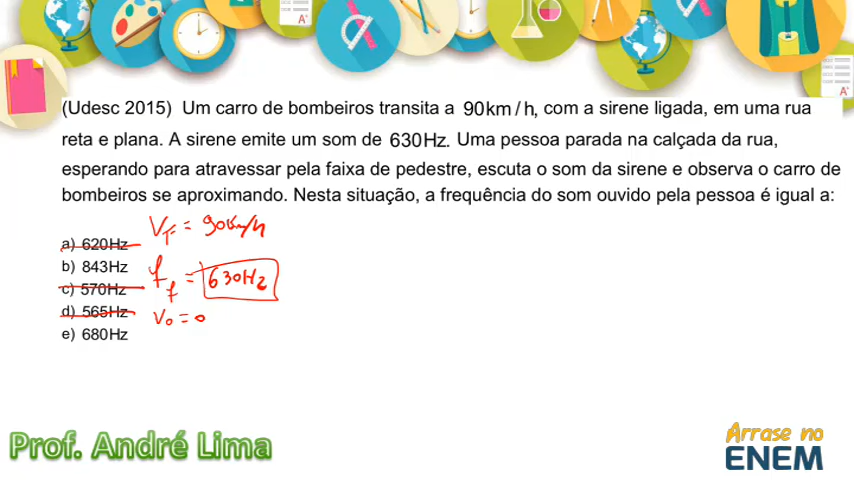 (Udesc 2015) Um carro de bombeiros transita a 90km/h, com a sirene ligada, em uma rua
reta e plana. A sirene emite um som de 630Hz. Uma pessoa parada na calçada da rua,
esperando para atravessar pela faixa de pedestre, escuta o som da sirene e observa o carro de
bombeiros se aproximando. Nesta situação, a frequência do som ouvido pela pessoa é igual a:
a) 620Hz
b) 843Hz
c) 570Hz
d) 565Hz
e) 680Hz
VF = 90Km/h
ff = 630Hz
Vo = 0
Prof. André Lima
Arrase no
ENEM
A+
A+